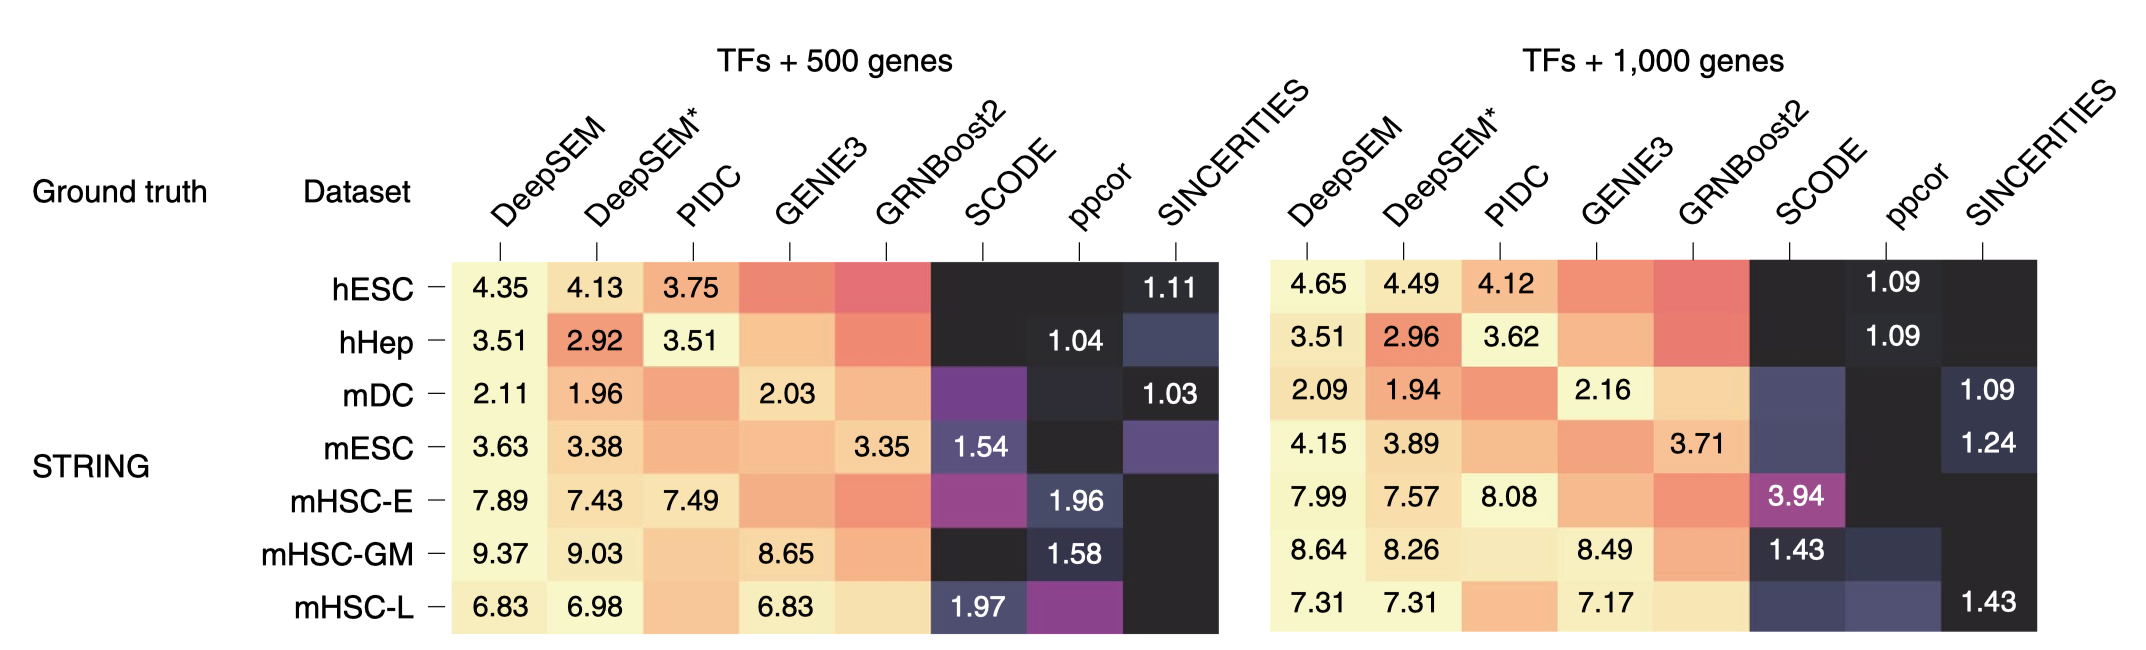 TFs + 500 genes TFs + 1,000 genes
Ground truth Dataset DeepSEM DeepSEM* PIDC GENIE3 GRNBoost2 SCODE ppcor SINCERITIES DeepSEM DeepSEM* PIDC GENIE3 GRNBoost2 SCODE ppcor SINCERITIES
hESC 4.35 4.13 3.75 1.11 4.65 4.49 4.12 1.09
hHep 3.51 2.92 3.51 1.04 3.51 2.96 3.62 1.09
mDC 2.11 1.96 2.03 1.03 2.09 1.94 2.16 1.09
mESC 3.63 3.38 3.35 1.54 4.15 3.89 3.71 1.24
STRING
mHSC-E 7.89 7.43 7.49 1.96 7.99 7.57 8.08 3.94
mHSC-GM 9.37 9.03 8.65 1.58 8.64 8.26 8.49 1.43
mHSC-L 6.83 6.98 6.83 1.97 7.31 7.31 7.17 1.43